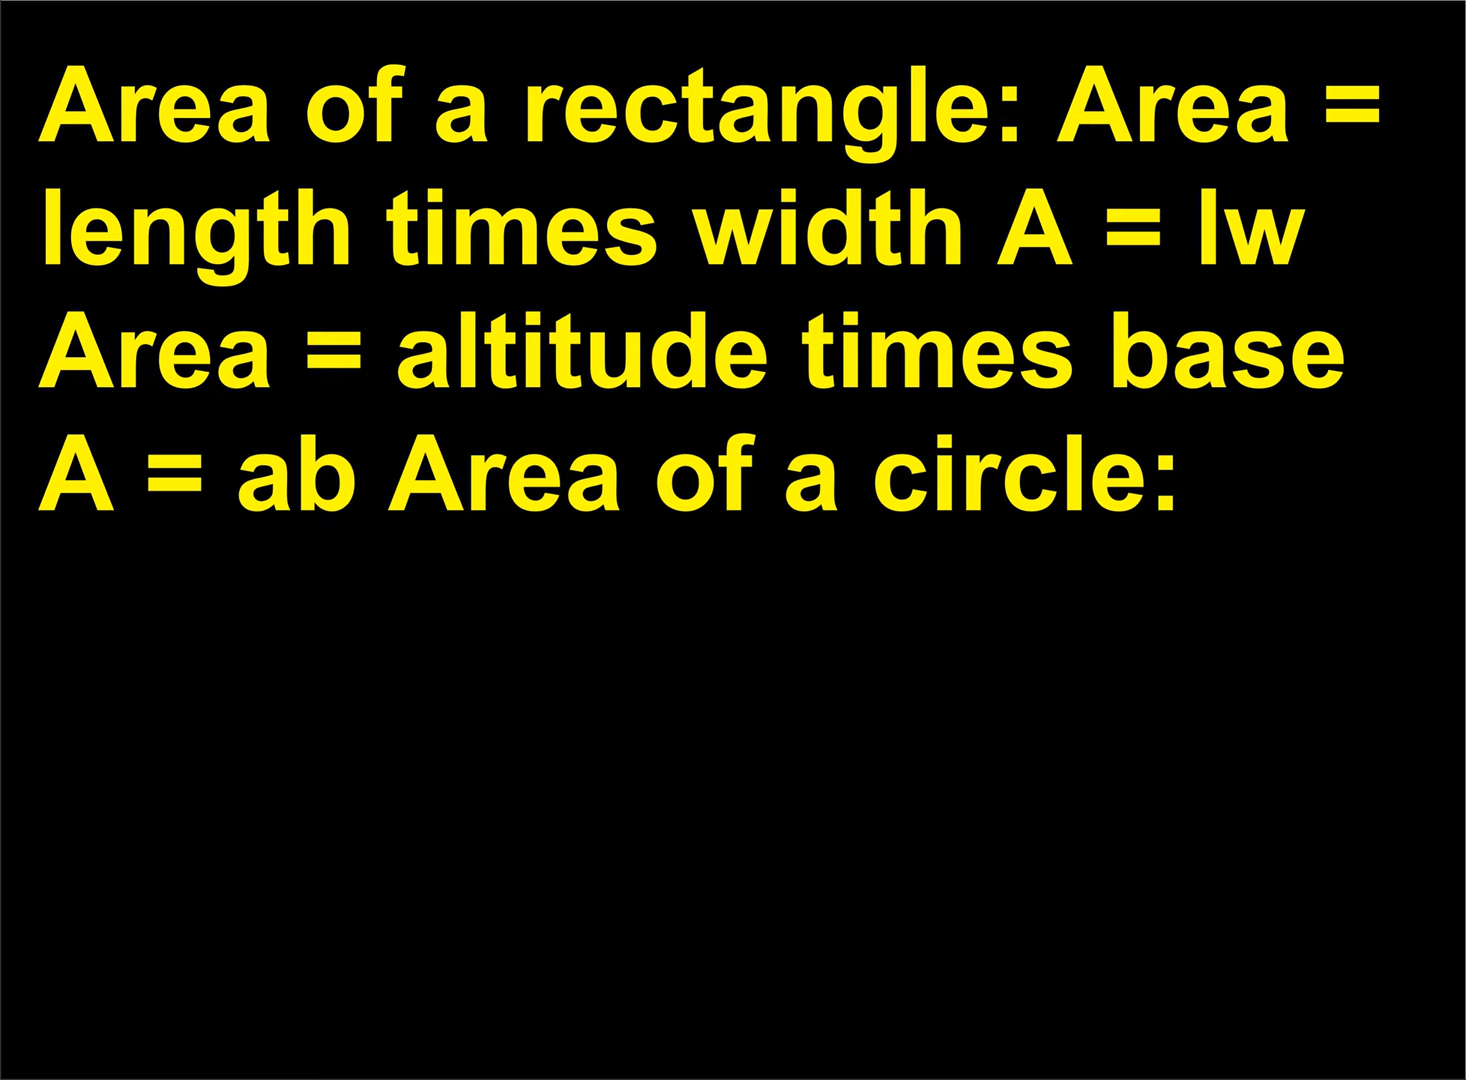 Area of a rectangle: Area =
length times width A = lw
Area = altitude times base
A = ab Area of a circle: